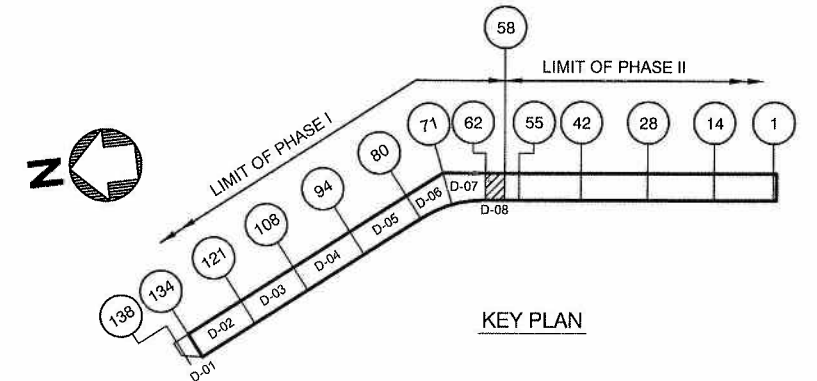 58
LIMIT OF PHASE II
LIMIT OF PHASE I
71
62
55
42
28
14
1
80
94
108
121
134
138
N
D-07
D-08
D-06
D-05
D-04
D-03
D-02
D-01
KEY PLAN